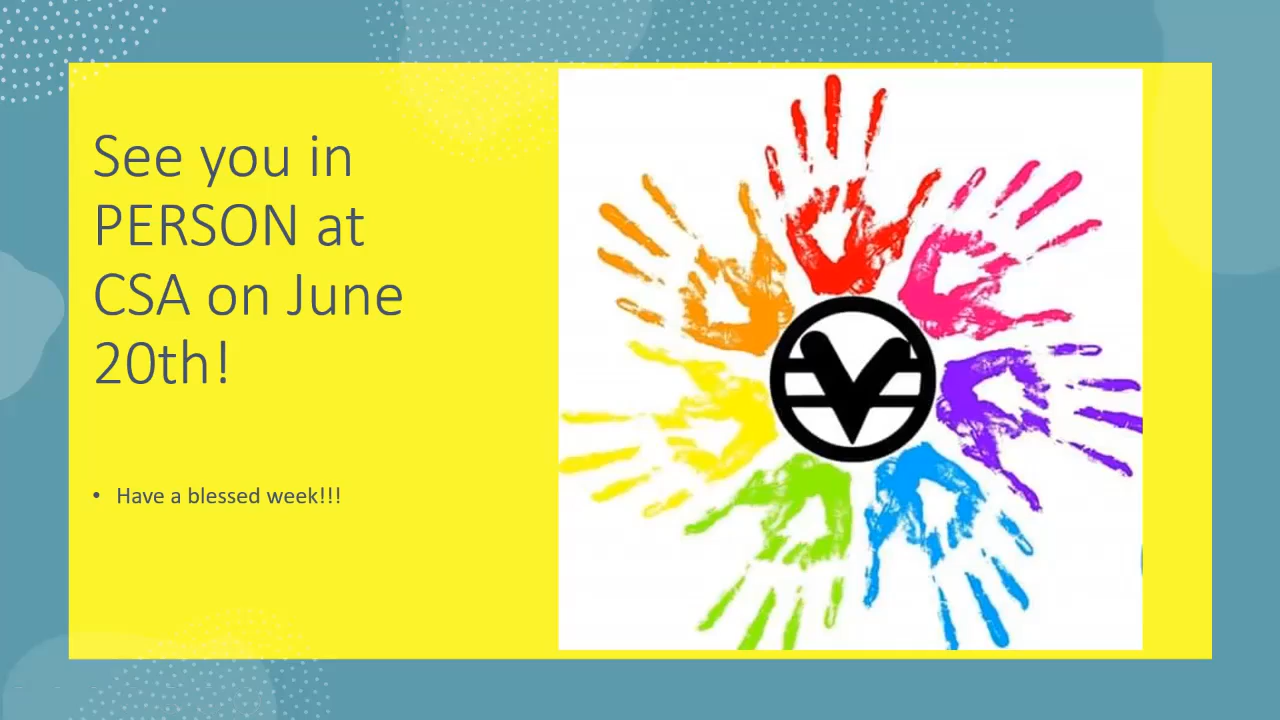 See you in
PERSON at
CSA on June
20th!
• Have a blessed week!!!